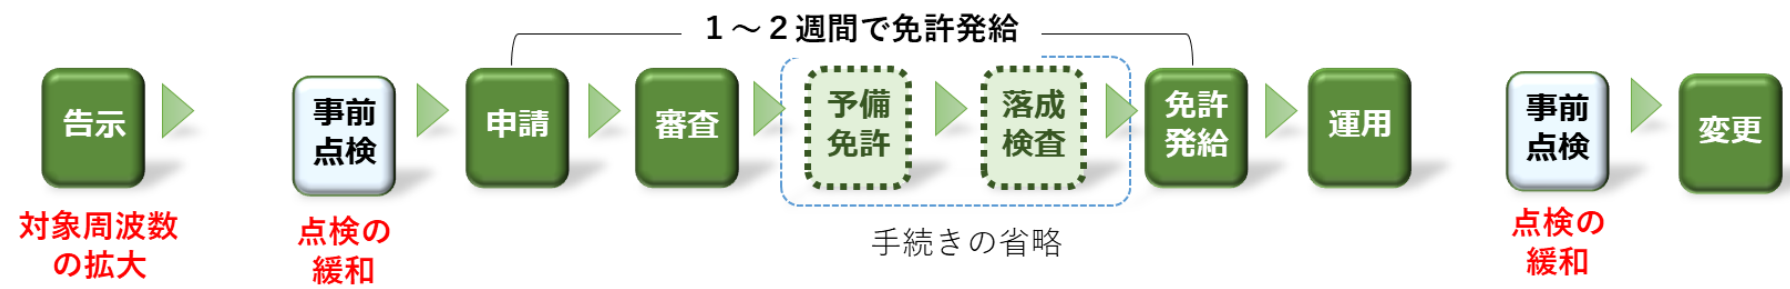 1～2週間で免許発給
告示
事前
点検
申請
審査
予備
免許
落成
検査
免許
発給
運用
事前
点検
変更
対象周波数
の拡大
点検の
緩和
手続きの省略
点検の
緩和